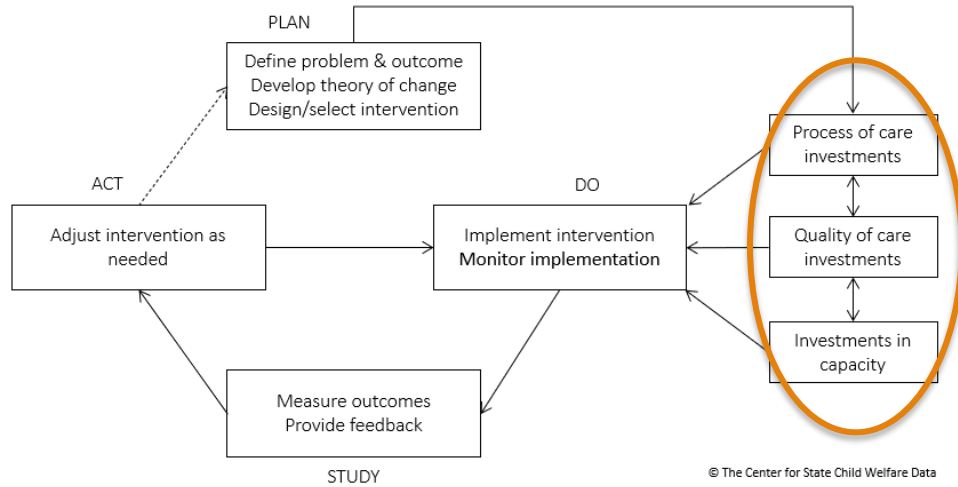 PLAN
Define problem & outcome
Develop theory of change
Design/select intervention
Process of care
investments
ACT
DO
Adjust intervention as
needed
Implement intervention
Monitor implementation
Quality of care
investments
Investments in
capacity
Measure outcomes
Provide feedback
STUDY
© The Center for State Child Welfare Data